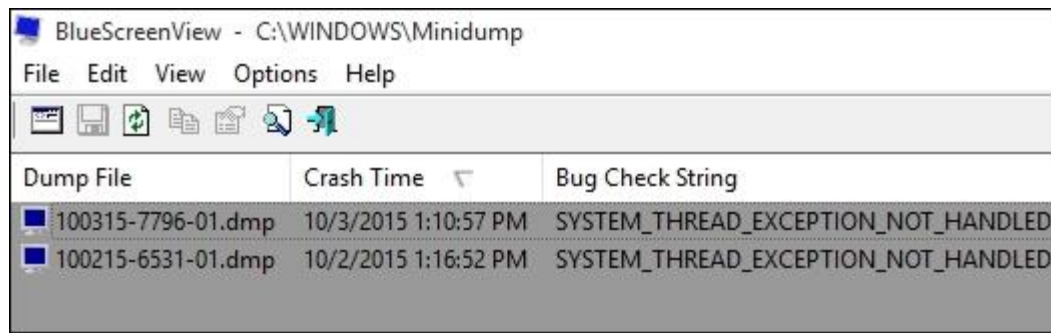 BlueScreenView - C:\WINDOWS\Minidump
File Edit View Options Help
Dump File Crash Time Bug Check String
100315-7796-01.dmp 10/3/2015 1:10:57 PM SYSTEM_THREAD_EXCEPTION_NOT_HANDLED
100215-6531-01.dmp 10/2/2015 1:16:52 PM SYSTEM_THREAD_EXCEPTION_NOT_HANDLED